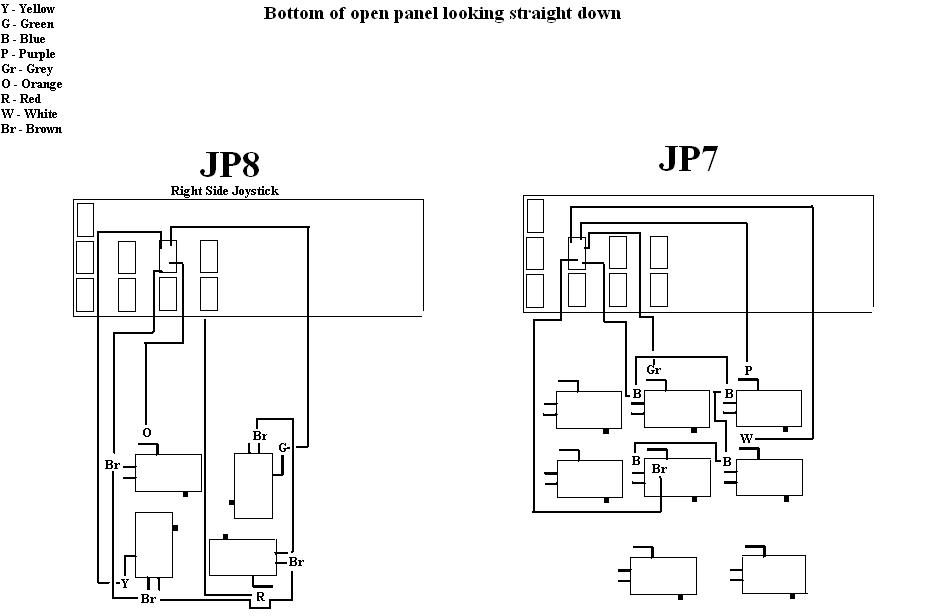 Y - Yellow
Bottom of open panel looking straight down
G - Green
B - Blue
P - Purple
Gr - Grey
O - Orange
R - Red
W - White
Br - Brown
JP8
JP7
Right Side Joystick
Gr
P
B
B
O
Br
G-
W
Br
B
Br
B
Br
-Y
R
Br